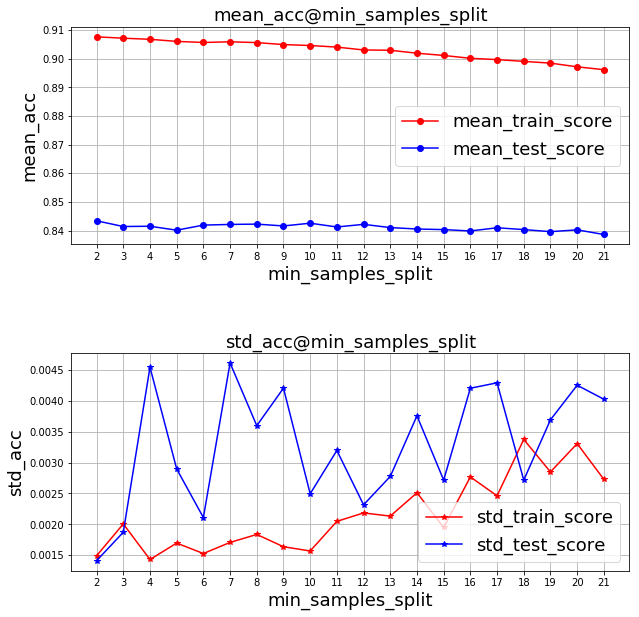 mean_acc@min_samples_split
0.91
0.90
0.89
0.88
0.87
0.86
0.85
0.84
mean_acc
mean_train_score
mean_test_score
2 3 4 5 6 7 8 9 10 11 12 13 14 15 16 17 18 19 20 21
min_samples_split
std_acc@min_samples_split
0.0045
0.0040
0.0035
0.0030
0.0025
0.0020
0.0015
std_acc
std_train_score
std_test_score
2 3 4 5 6 7 8 9 10 11 12 13 14 15 16 17 18 19 20 21
min_samples_split